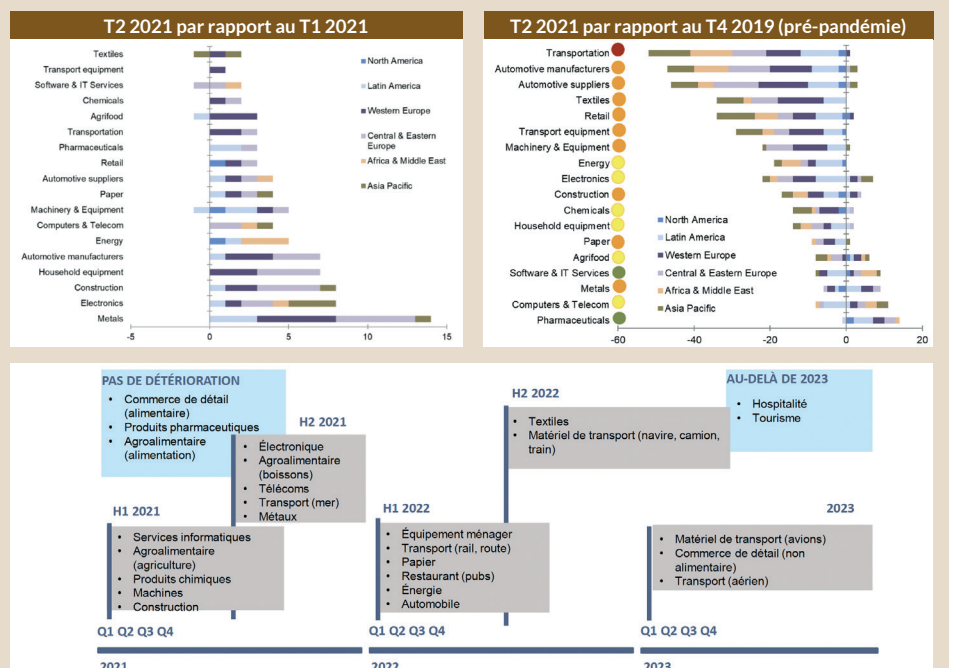 T2 2021 par rapport au T1 2021
Textiles
Transport equipment
Software & IT Services
Chemicals
Agrifood
Transportation
Pharmaceuticals
Retail
Automotive suppliers
Paper
Machinery & Equipment
Computers & Telecom
Energy
Automotive manufacturers
Household equipment
Construction
Electronics
Metals
-5
0
5
10
15
North America
Latin America
Western Europe
Central & Eastern
Europe
Africa & Middle East
Asia Pacific
T2 2021 par rapport au T4 2019 (pré-pandémie)
Transportation
Automotive manufacturers
Automotive suppliers
Textiles
Retail
Transport equipment
Machinery & Equipment
Energy
Electronics
Construction
Chemicals
Household equipment
Paper
Agrifood
Software & IT Services
Metals
Computers & Telecom
Pharmaceuticals
-60
-40
-20
0
20
North America
Latin America
Western Europe
Central & Eastern Europe
Africa & Middle East
Asia Pacific
PAS DE DÉTÉRIORATION
• Commerce de détail
(alimentaire)
• Produits pharmaceutiques
• Agroalimentaire
(alimentation)
H2 2021
• Électronique
• Agroalimentaire
(boissons)
• Télécoms
• Transport (mer)
• Métaux
H1 2021
• Services informatiques
• Agroalimentaire
(agriculture)
• Produits chimiques
• Machines
• Construction
H2 2022
• Textiles
• Matériel de transport (navire, camion,
train)
H1 2022
• Équipement ménager
• Transport (rail, route)
• Papier
• Restaurant (pubs)
• Énergie
• Automobile
AU-DELÀ DE 2023
• Hospitalité
• Tourisme
2023
• Matériel de transport (avions)
• Commerce de détail (non
alimentaire)
• Transport (aérien)
Q1 Q2 Q3 Q4
Q1 Q2 Q3 Q4
Q1 Q2 Q3 Q4
2021
2022
2023